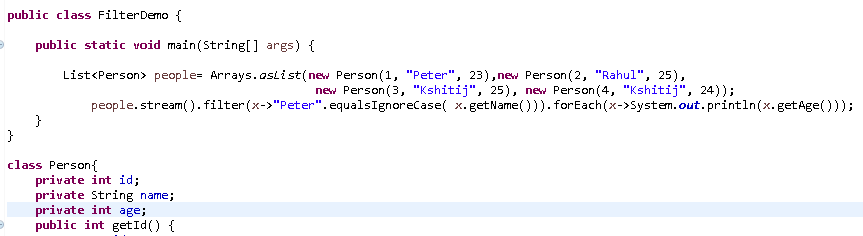 public class FilterDemo {
public static void main(String[] args) {
List<Person> people= Arrays.asList(new Person(1, "Peter", 23),new Person(2, "Rahul", 25),
new Person(3, "Kshitij", 25), new Person(4, "Kshitij", 24));
people.stream().filter(x->"Peter".equalsIgnoreCase( x.getName())).forEach(x->System.out.println(x.getAge()));
}
}
class Person{
private int id;
private String name;
private int age;
public int getId() {